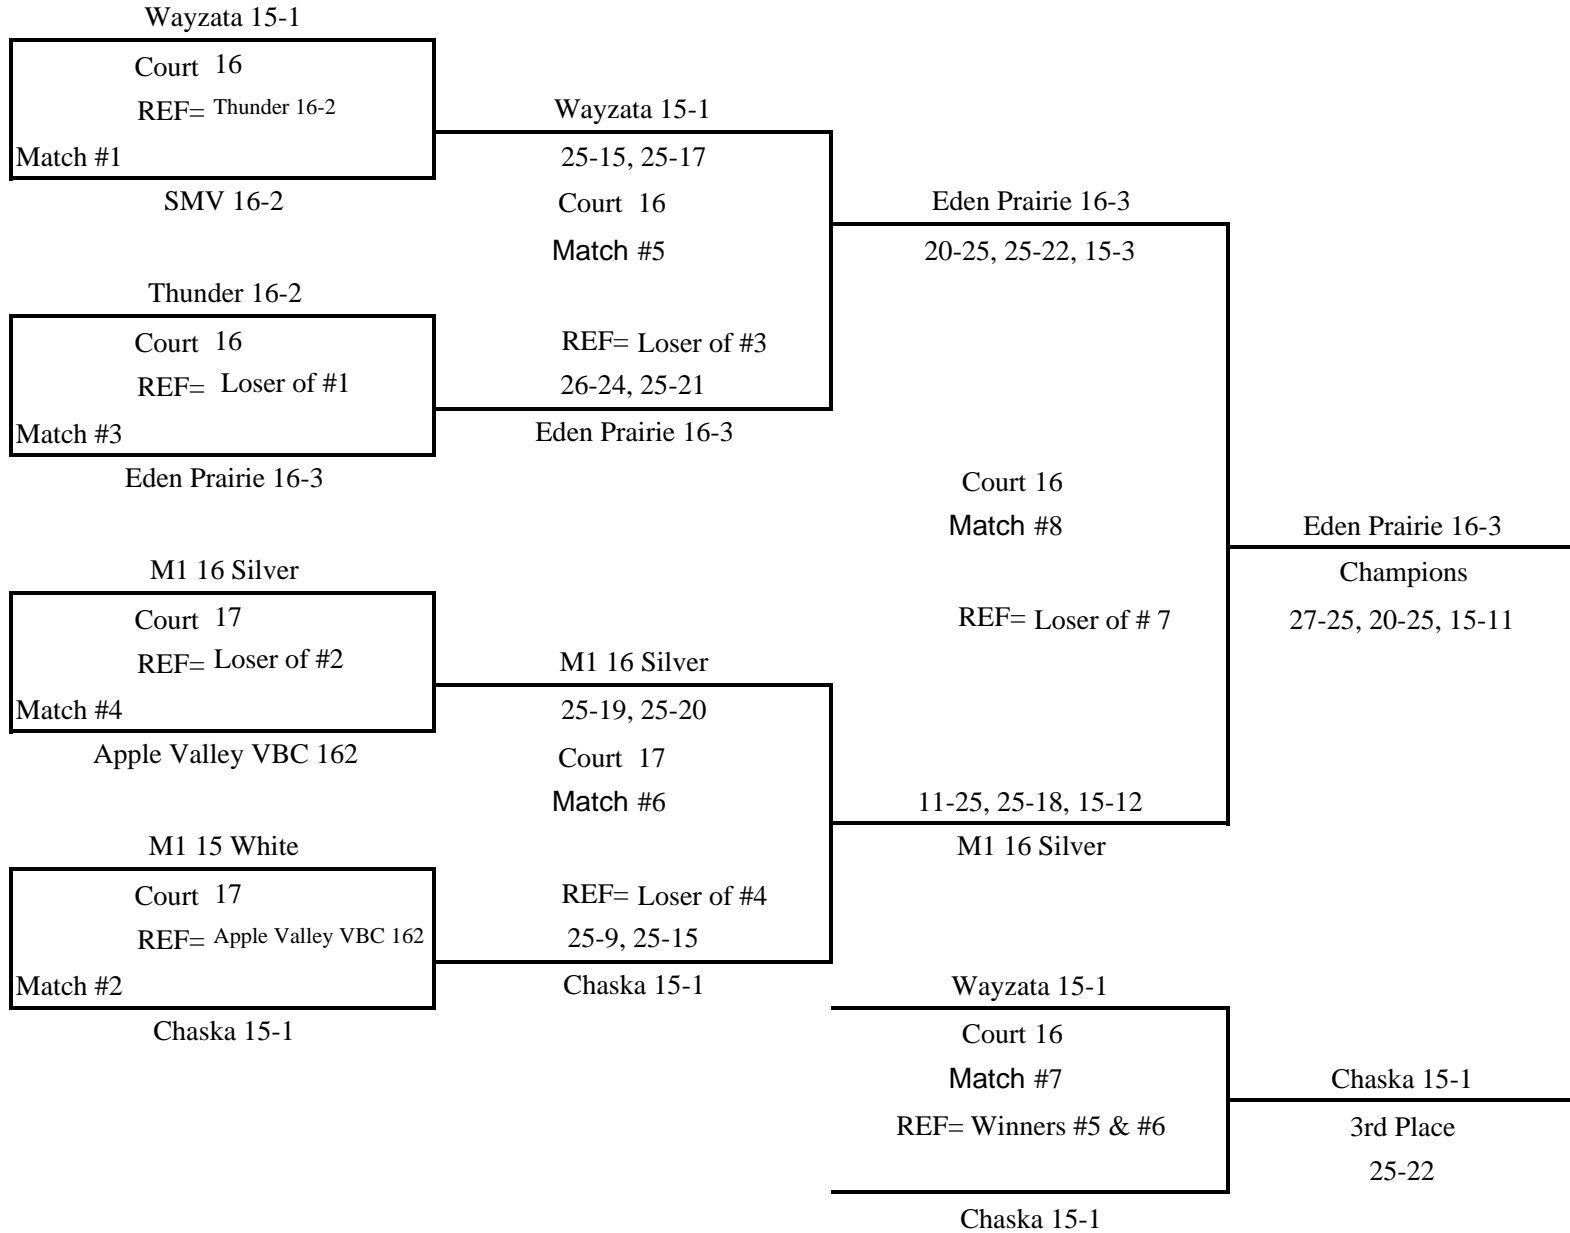 Wayzata 15-1
Court 16
REF= Thunder 16-2
Match #1
SMV 16-2
Thunder 16-2
Court 16
REF= Loser of #1
Match #3
Eden Prairie 16-3
M1 16 Silver
Court 17
REF= Loser of #2
Match #4
Apple Valley VBC 162
M1 15 White
Court 17
REF= Apple Valley VBC 162
Match #2
Chaska 15-1
Wayzata 15-1
25-15, 25-17
Court 16
Match #5
REF= Loser of #3
26-24, 25-21
Eden Prairie 16-3
M1 16 Silver
25-19, 25-20
Court 17
Match #6
REF= Loser of #4
25-9, 25-15
Chaska 15-1
Eden Prairie 16-3
20-25, 25-22, 15-3
Court 16
Match #8
REF= Loser of # 7
11-25, 25-18, 15-12
M1 16 Silver
Wayzata 15-1
Court 16
Match #7
REF= Winners #5 & #6
Chaska 15-1
Eden Prairie 16-3
Champions
27-25, 20-25, 15-11
Chaska 15-1
3rd Place
25-22